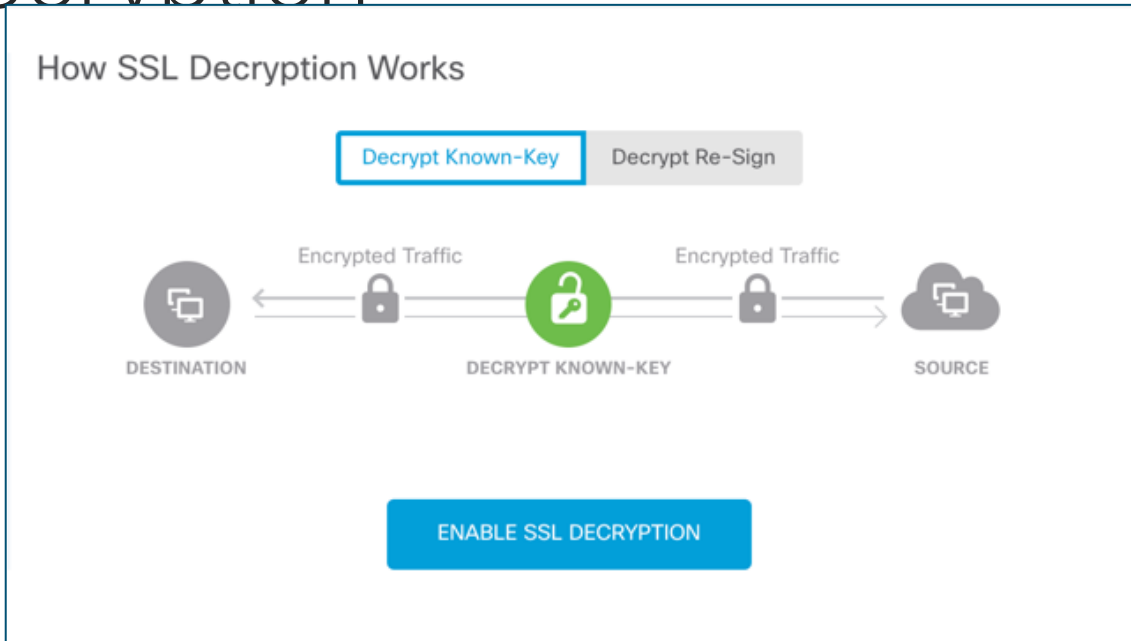 How SSL Decryption Works
Decrypt Known-Key Decrypt Re-Sign
Encrypted Traffic Encrypted Traffic
DESTINATION DECRYPT KNOWN-KEY SOURCE
ENABLE SSL DECRYPTION